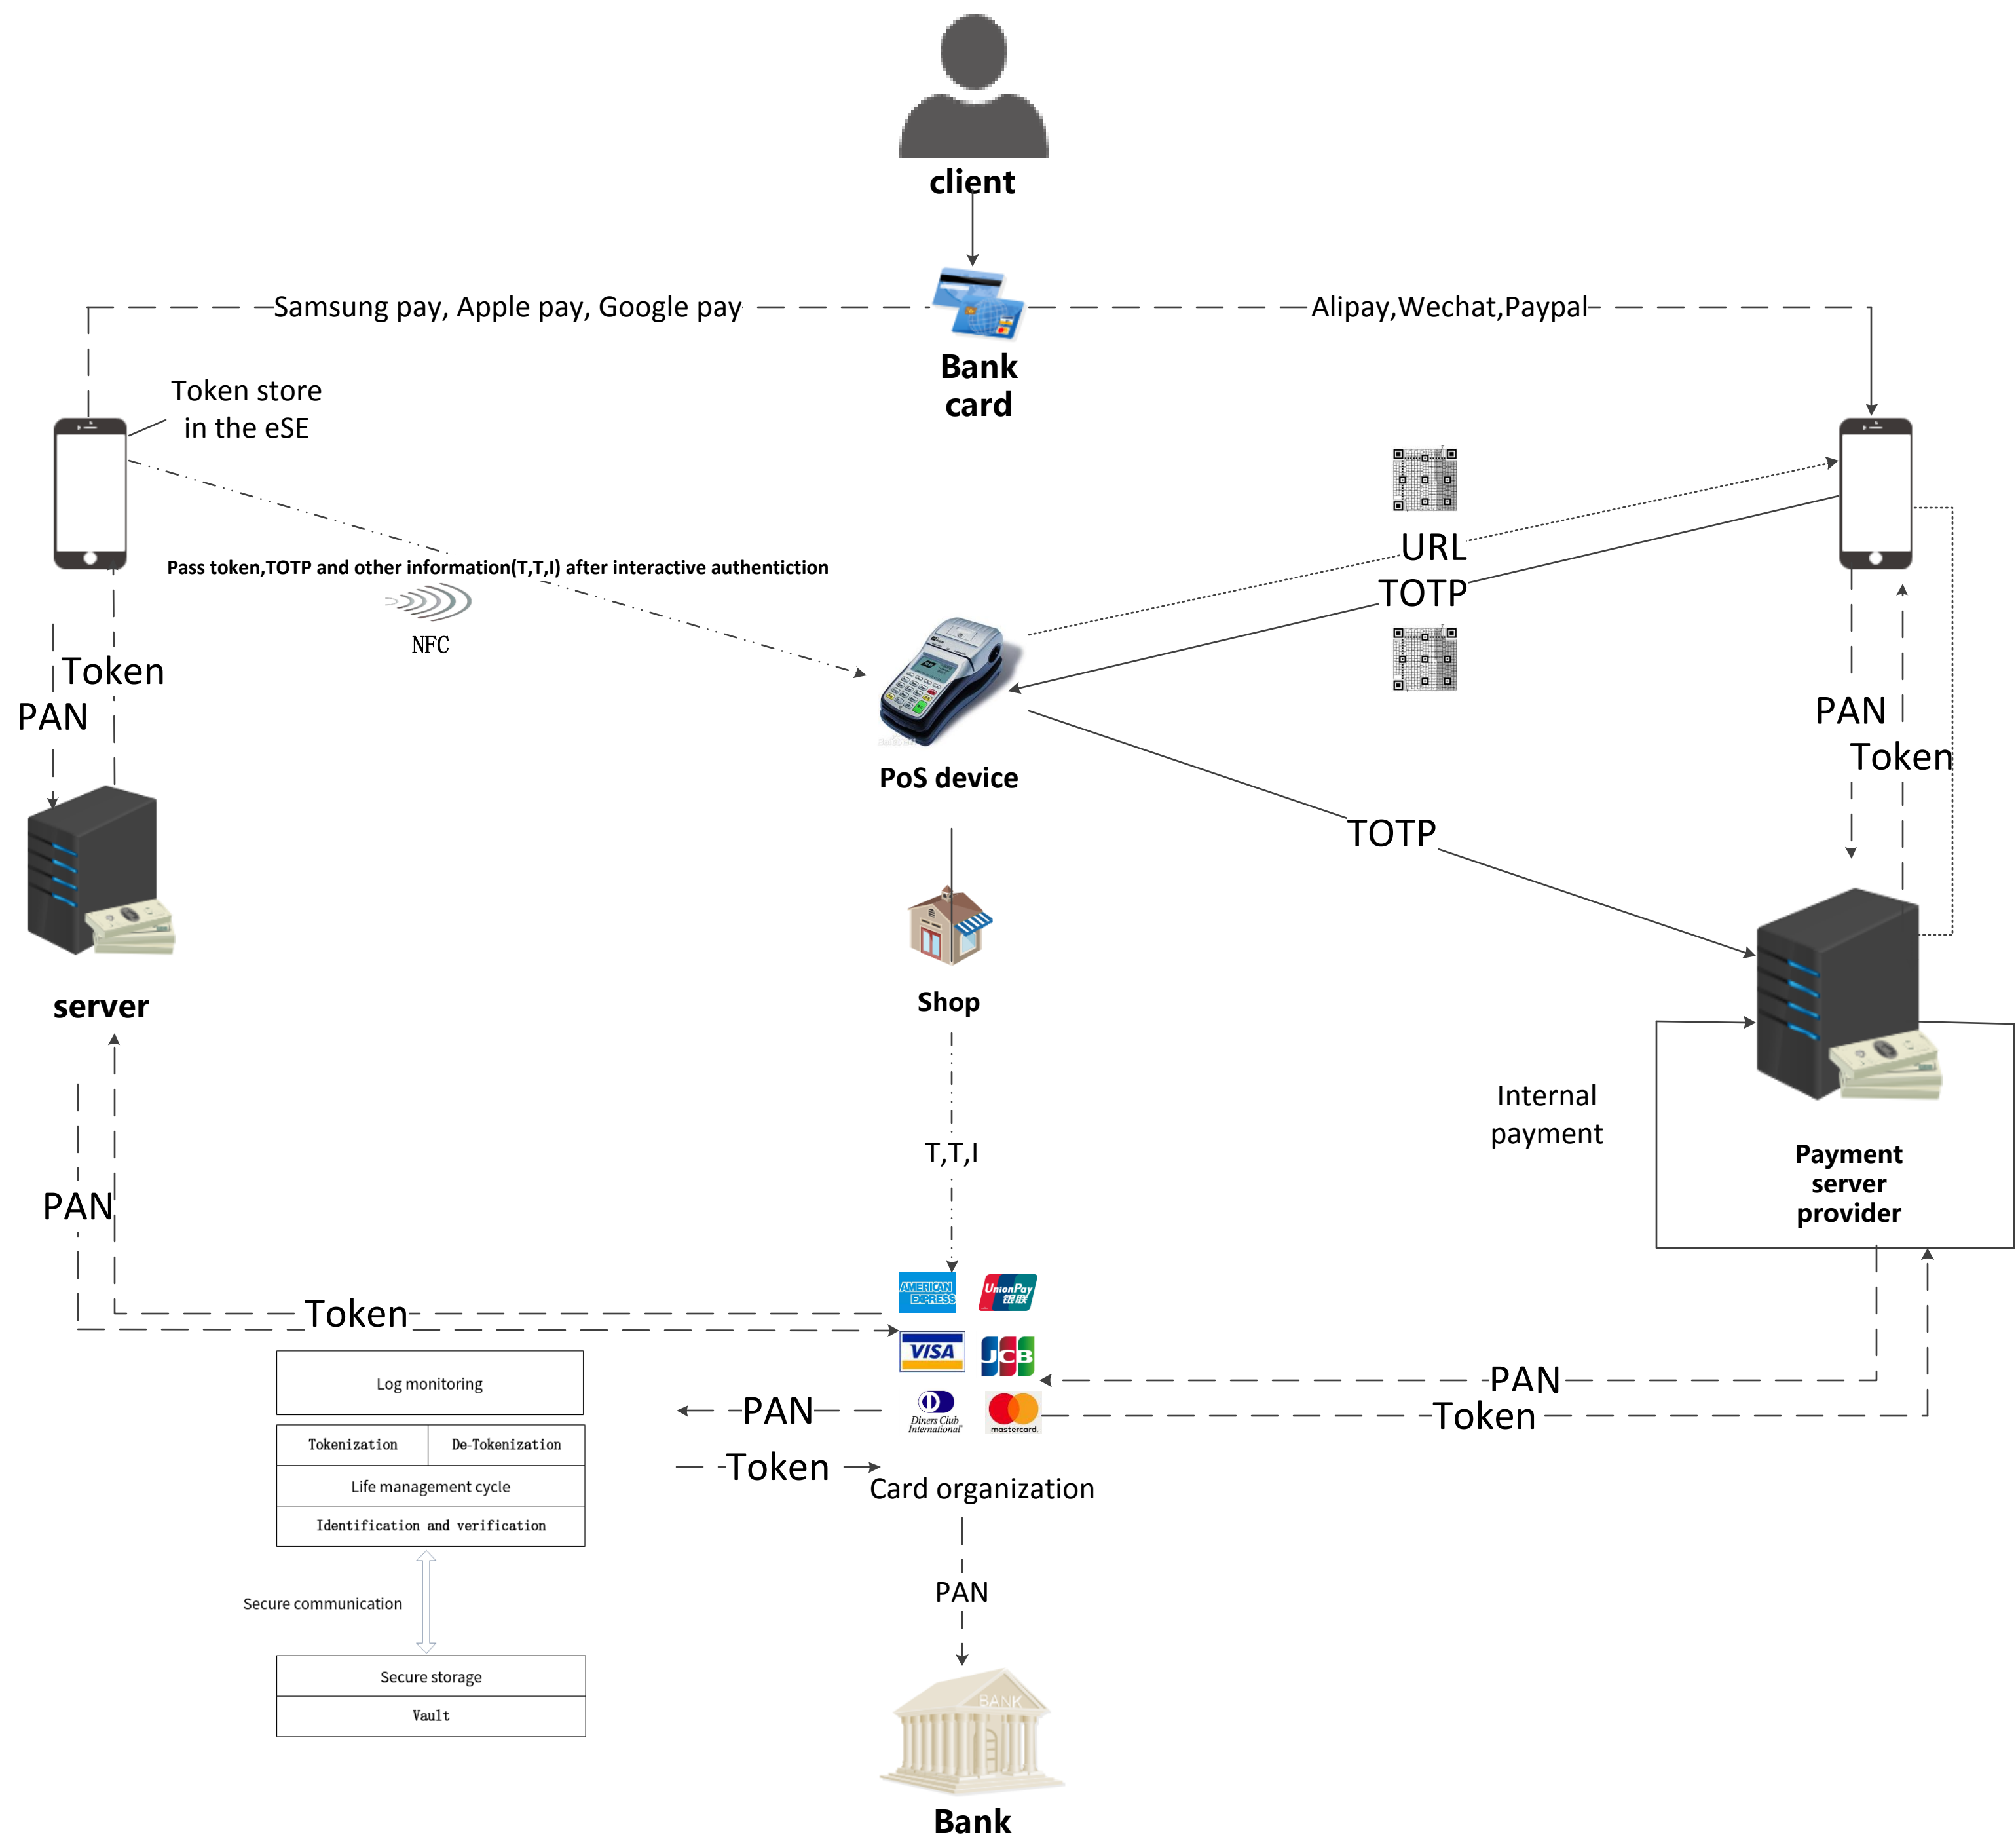 client
Samsung pay, Apple pay, Google pay
Alipay,Wechat,Paypal
Bank
card
Token store
in the eSE
URL
Pass token,TOTP and other information(T,T,I) after interactive authentiction
TOTP
NFC
Token
PAN
PAN
Token
PoS device
TOTP
server
Shop
Internal
payment
T,T,I
Payment
server
provider
PAN
AMERICAN
EXPRESS
UnionPay
银联
Token
VISA
JCB
Log monitoring
PAN
PAN
Diners Club
International
mastercard.
Token
Tokenization
De-Tokenization
Token
Life management cycle
Card organization
Identification and verification
PAN
Secure communication
Secure storage
BANK
Vault
Bank